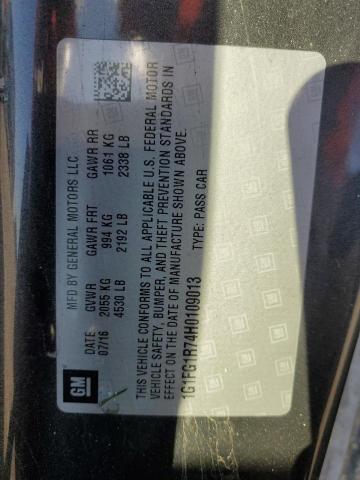 GM
MFD BY GENERAL MOTORS LLC
07/16 GVWR GAWR FRT GAWR RR
2055 KG 994 KG 1061 KG
4530 LB 2192 LB 2338 LB
THIS VEHICLE CONFORMS TO ALL APPLICABLE U.S. FEDERAL MOTOR
VEHICLE SAFETY, BUMPER, AND THEFT PREVENTION STANDARDS IN
EFFECT ON THE DATE OF MANUFACTURE SHOWN ABOVE.
1G1FG1R74H0109013 TYPE: PASS CAR